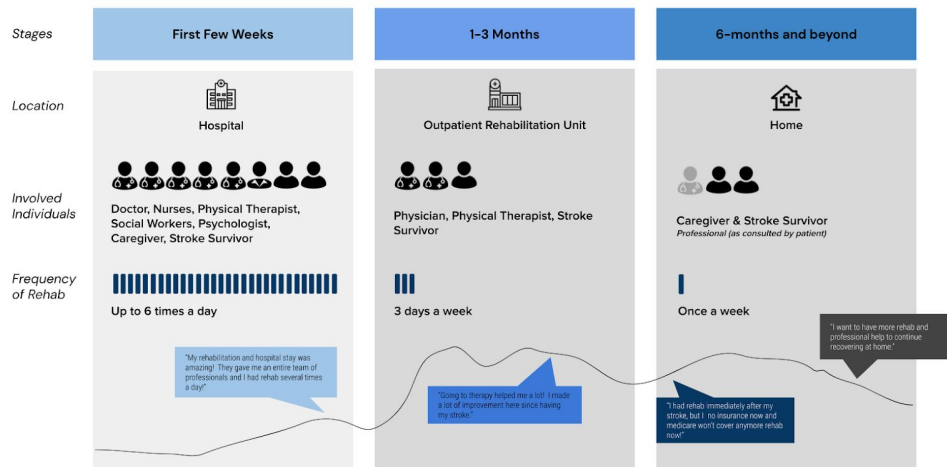 Stages
First Few Weeks
1-3 Months
6-months and beyond
Location
Hospital
Outpatient Rehabilitation Unit
Home
Involved
Individuals
Doctor, Nurses, Physical Therapist,
Social Workers, Psychologist,
Caregiver, Stroke Survivor
Physician, Physical Therapist, Stroke
Survivor
Caregiver & Stroke Survivor
Professional (as consulted by patient)
Frequency
of Rehab
Up to 6 times a day
3 days a week
Once a week
"My rehabilitation and hospital stay was
amazing! They gave me an entire team of
professionals and I had rehab several times
a day!"
"Going to therapy helped me a lot! I made
a lot of improvement here since having
my stroke."
"I had rehab immediately after my
stroke, but I no insurance now and
medicare won't cover anymore rehab
now!"
"I want to have more rehab and
professional help to continue
recovering at home."